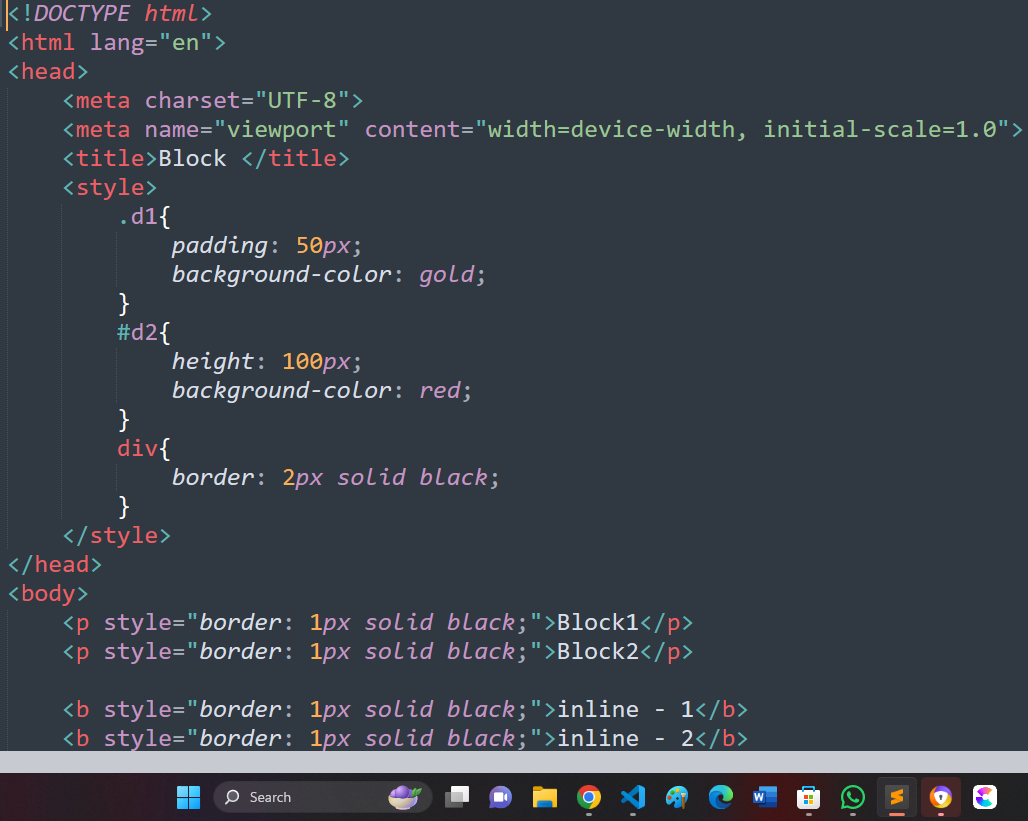 <!DOCTYPE html>
<html lang="en">
<head>
    <meta charset="UTF-8">
    <meta name="viewport" content="width=device-width, initial-scale=1.0">
    <title>Block </title>
    <style>
        .d1{
            padding: 50px;
            background-color: gold;
        }
        #d2{
            height: 100px;
            background-color: red;
        }
        div{
            border: 2px solid black;
        }
    </style>
</head>
<body>
    <p style="border: 1px solid black;">Block1</p>
    <p style="border: 1px solid black;">Block2</p>

    <b style="border: 1px solid black;">inline - 1</b>
    <b style="border: 1px solid black;">inline - 2</b>
Search